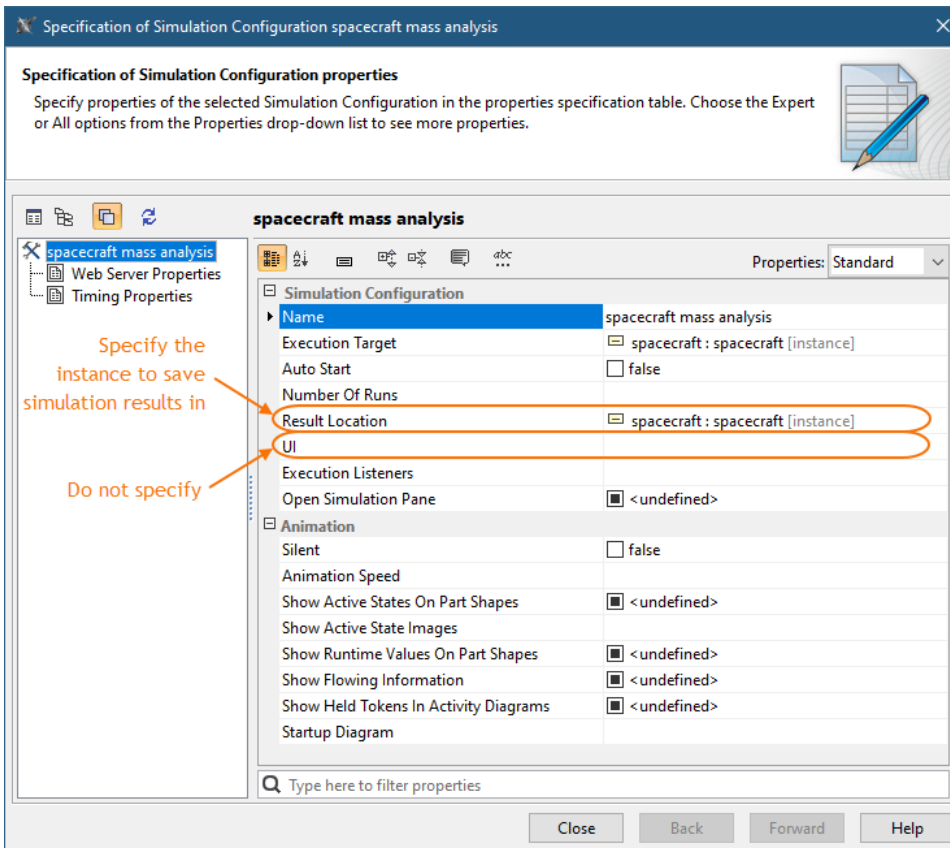 Specification of Simulation Configuration spacecraft mass analysis
Specification of Simulation Configuration properties
Specify properties of the selected Simulation Configuration in the properties specification table. Choose the Expert
or All options from the Properties drop-down list to see more properties.
spacecraft mass analysis
Web Server Properties
Timing Properties
Specify the
instance to save
simulation results in
Do not specify
spacecraft mass analysis
Properties: Standard
Simulation Configuration
Name spacecraft mass analysis
Execution Target spacecraft : spacecraft [instance]
Auto Start false
Number Of Runs
Result Location spacecraft : spacecraft [instance]
UI
Execution Listeners
Open Simulation Pane <undefined>
Animation
Silent false
Animation Speed
Show Active States On Part Shapes <undefined>
Show Active State Images
Show Runtime Values On Part Shapes <undefined>
Show Flowing Information <undefined>
Show Held Tokens In Activity Diagrams <undefined>
Startup Diagram
Type here to filter properties
Close Back Forward Help